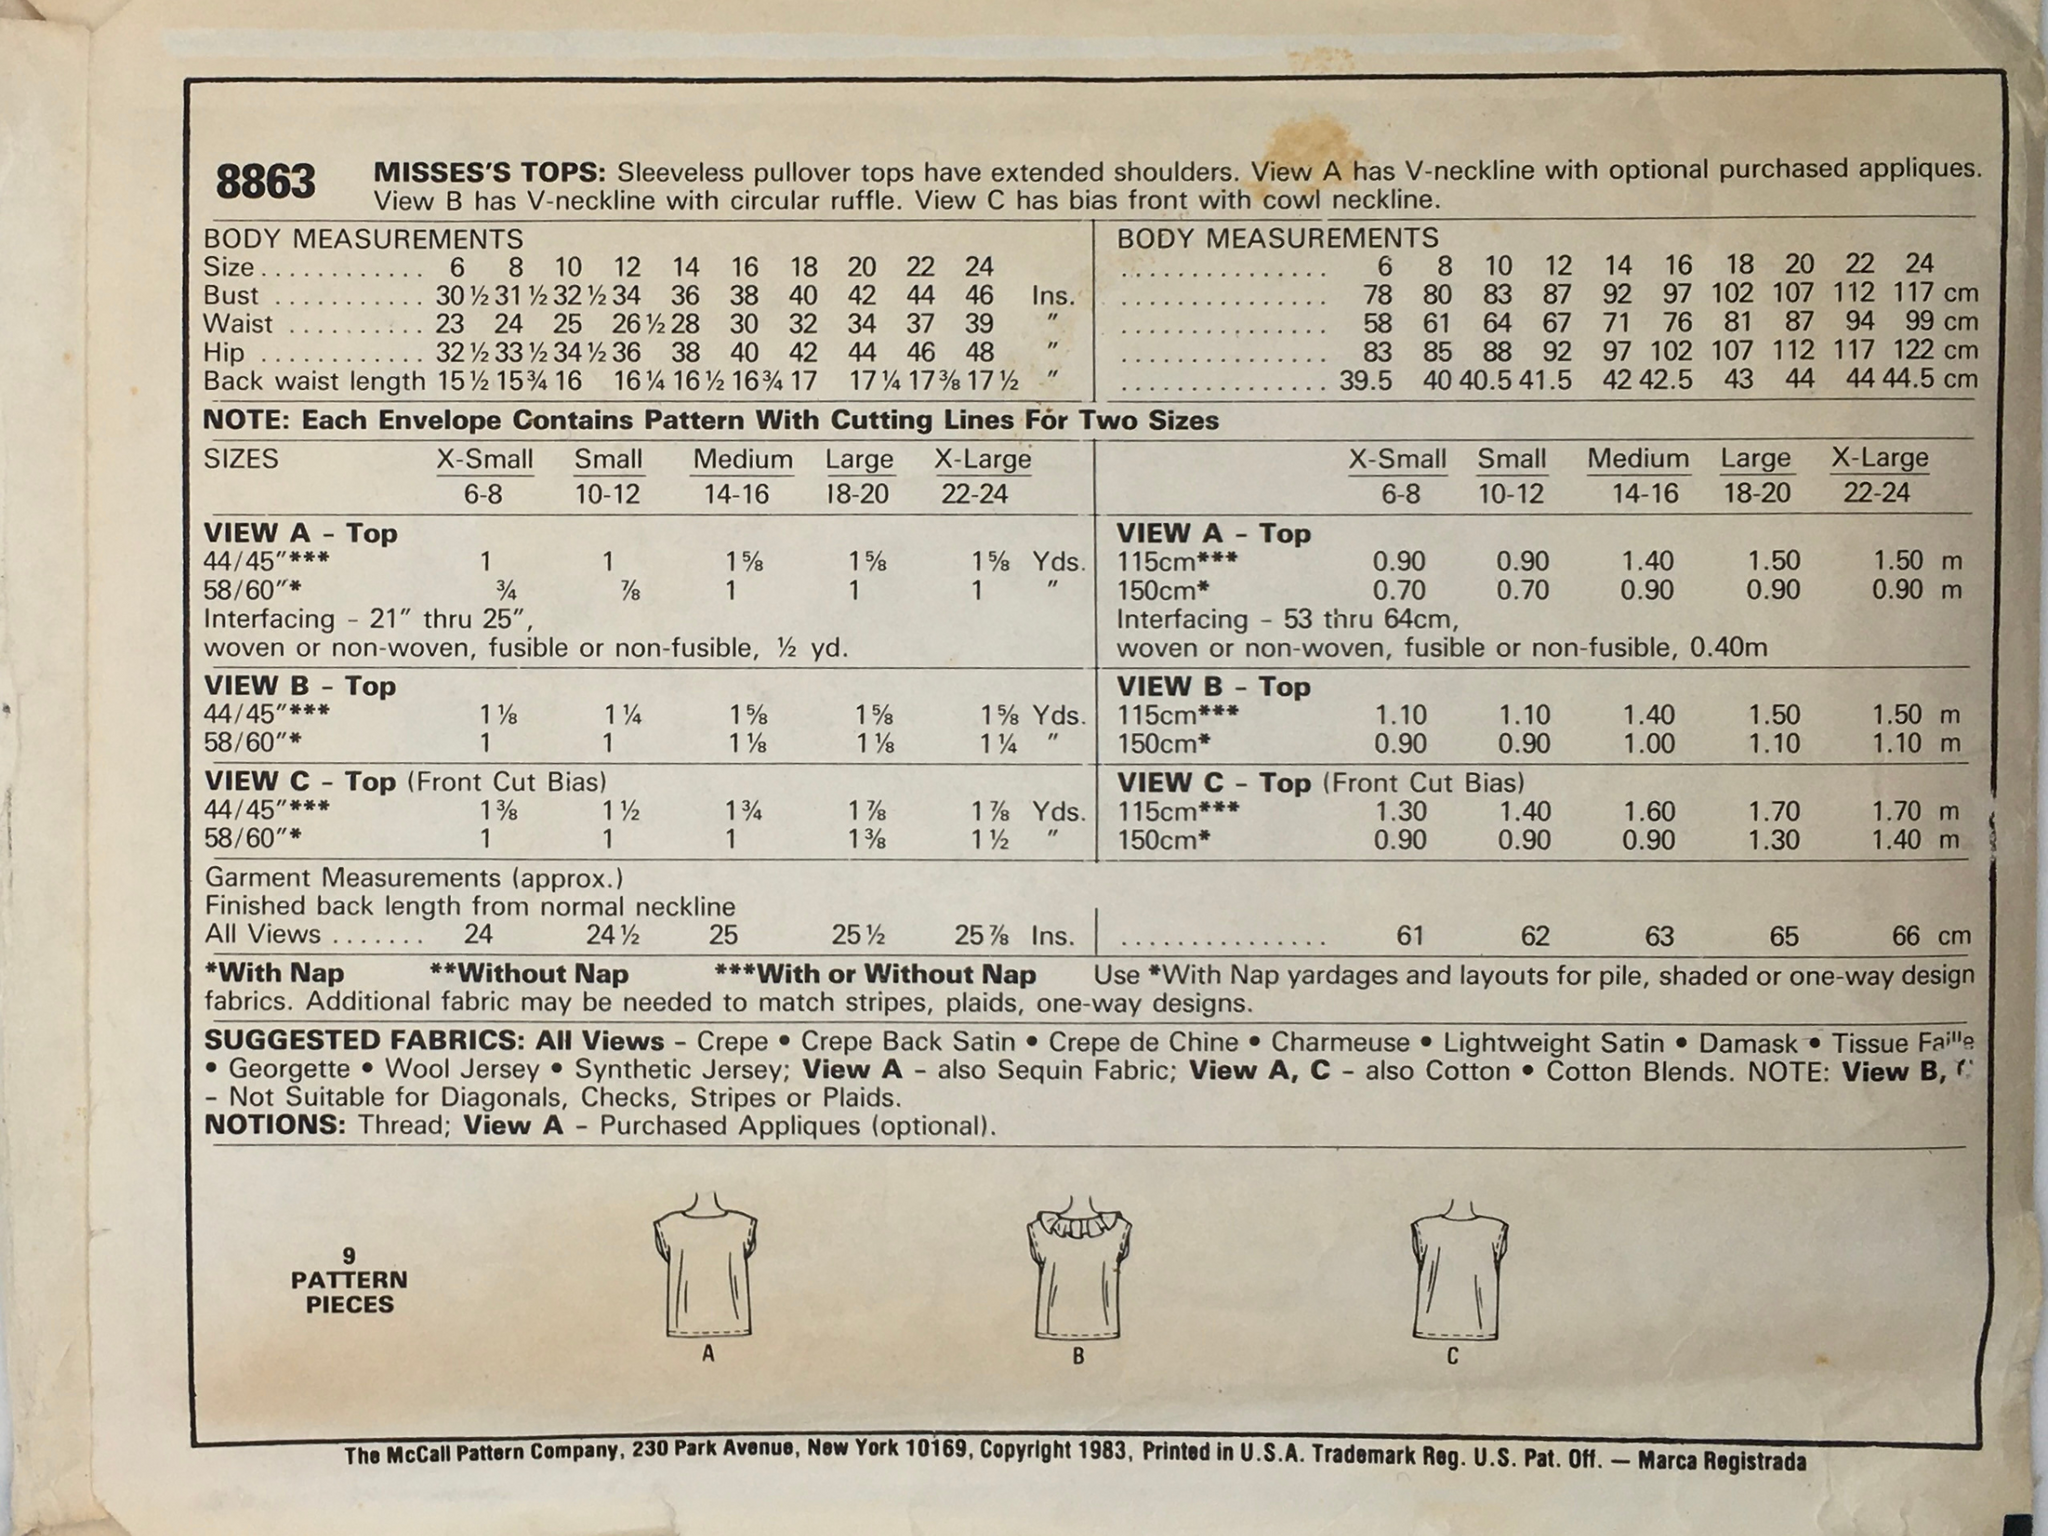 8863 MISSES'S TOPS: Sleeveless pullover tops have extended shoulders. View A has V-neckline with optional purchased appliques.
View B has V-neckline with circular ruffle. View C has bias front with cowl neckline.
BODY MEASUREMENTS BODY MEASUREMENTS
Size............ 6 8 10 12 14 16 18 20 22 24 ................ 6 8 10 12 14 16 18 20 22 24
Bust ........... 30½ 31½ 32½ 34 36 38 40 42 44 46 Ins. ................ 78 80 83 87 92 97 102 107 112 117 cm
Waist .......... 23 24 25 26½ 28 30 32 34 37 39 " ................ 58 61 64 67 71 76 81 87 94 99 cm
Hip ............ 32½ 33½ 34½ 36 38 40 42 44 46 48 " ................ 83 85 88 92 97 102 107 112 117 122 cm
Back waist length 15½ 15¾ 16 16¼ 16½ 16¾ 17 17¼ 17⅜ 17½ " ................ 39.5 40 40.5 41.5 42 42.5 43 44 44 44.5 cm
NOTE: Each Envelope Contains Pattern With Cutting Lines For Two Sizes
SIZES X-Small Small Medium Large X-Large X-Small Small Medium Large X-Large
6-8 10-12 14-16 18-20 22-24 6-8 10-12 14-16 18-20 22-24
VIEW A - Top VIEW A - Top
44/45"*** 1 1 1⅝ 1⅝ 1⅝ Yds. 115cm*** 0.90 0.90 1.40 1.50 1.50 m
58/60"* ¾ ⅞ 1 1 1 " 150cm* 0.70 0.70 0.90 0.90 0.90 m
Interfacing - 21" thru 25", Interfacing - 53 thru 64cm,
woven or non-woven, fusible or non-fusible, ½ yd. woven or non-woven, fusible or non-fusible, 0.40m
VIEW B - Top VIEW B - Top
44/45"*** 1⅛ 1¼ 1⅝ 1⅝ 1⅝ Yds. 115cm*** 1.10 1.10 1.40 1.50 1.50 m
58/60"* 1 1 1⅛ 1⅛ 1¼ " 150cm* 0.90 0.90 1.00 1.10 1.10 m
VIEW C - Top (Front Cut Bias) VIEW C - Top (Front Cut Bias)
44/45"*** 1⅜ 1½ 1¾ 1⅞ 1⅞ Yds. 115cm*** 1.30 1.40 1.60 1.70 1.70 m
58/60"* 1 1 1 1⅜ 1½ " 150cm* 0.90 0.90 0.90 1.30 1.40 m
Garment Measurements (approx.)
Finished back length from normal neckline
All Views ....... 24 24½ 25 25½ 25⅞ Ins. ................ 61 62 63 65 66 cm
*With Nap **Without Nap ***With or Without Nap Use *With Nap yardages and layouts for pile, shaded or one-way design
fabrics. Additional fabric may be needed to match stripes, plaids, one-way designs.
SUGGESTED FABRICS: All Views - Crepe • Crepe Back Satin • Crepe de Chine • Charmeuse • Lightweight Satin • Damask • Tissue Faille
• Georgette • Wool Jersey • Synthetic Jersey; View A - also Sequin Fabric; View A, C - also Cotton • Cotton Blends. NOTE: View B,
- Not Suitable for Diagonals, Checks, Stripes or Plaids.
NOTIONS: Thread; View A - Purchased Appliques (optional).
9
PATTERN
PIECES
A B C
The McCall Pattern Company, 230 Park Avenue, New York 10169, Copyright 1983, Printed in U.S.A. Trademark Reg. U.S. Pat. Off. — Marca Registrada